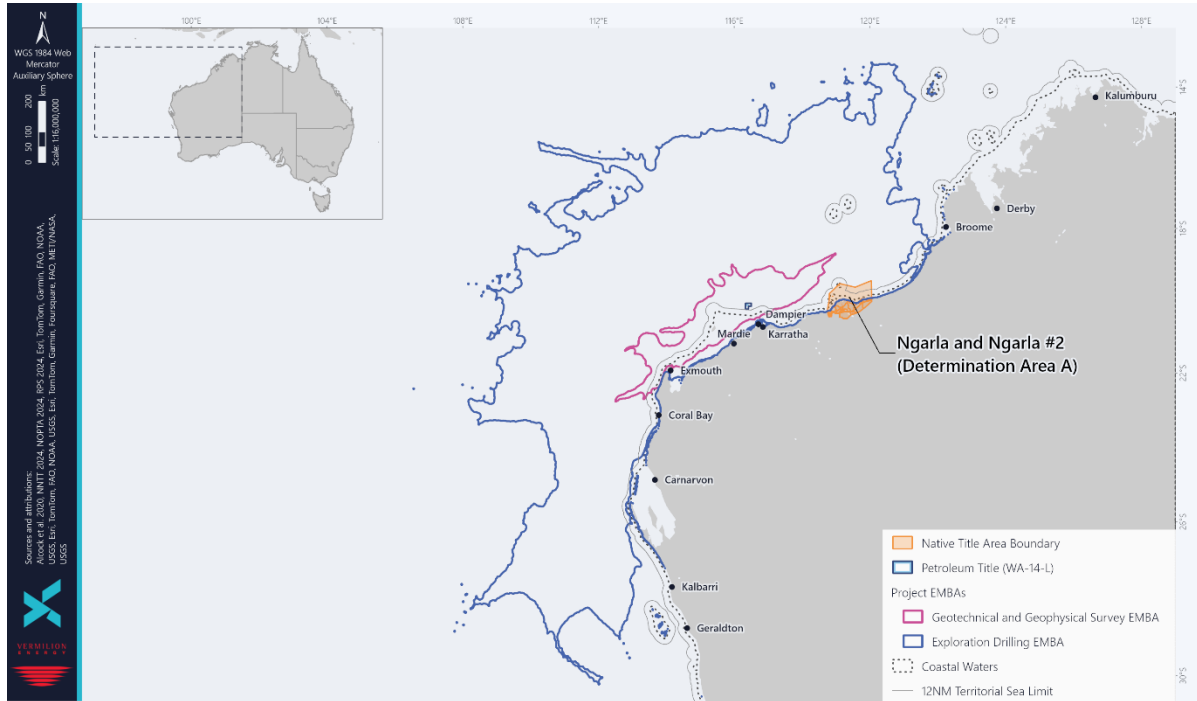 N
WGS 1984 Web
Mercator
Auxiliary Sphere
0 50 100 200
km
Scale: 1:16,000,000
Sources and attributions:
Alcock et al. 2020, NNTT 2024, NOPTA 2024, RPS 2024, Esri, TomTom, Garmin, FAO, NOAA,
USGS, Esri, TomTom, FAO, NOAA, USGS, Esri, TomTom, Garmin, Foursquare, FAO, METI/NASA,
USGS
VERMILION
ENERGY
100°E
104°E
108°E
112°E
116°E
120°E
124°E
128°E
14°S
18°S
22°S
26°S
30°S
Kalumburu
Derby
Broome
Dampier
Karratha
Mardie
Exmouth
Coral Bay
Carnarvon
Kalbarri
Geraldton
Ngarla and Ngarla #2
(Determination Area A)
Native Title Area Boundary
Petroleum Title (WA-14-L)
Project EMBAs
Geotechnical and Geophysical Survey EMBA
Exploration Drilling EMBA
Coastal Waters
12NM Territorial Sea Limit